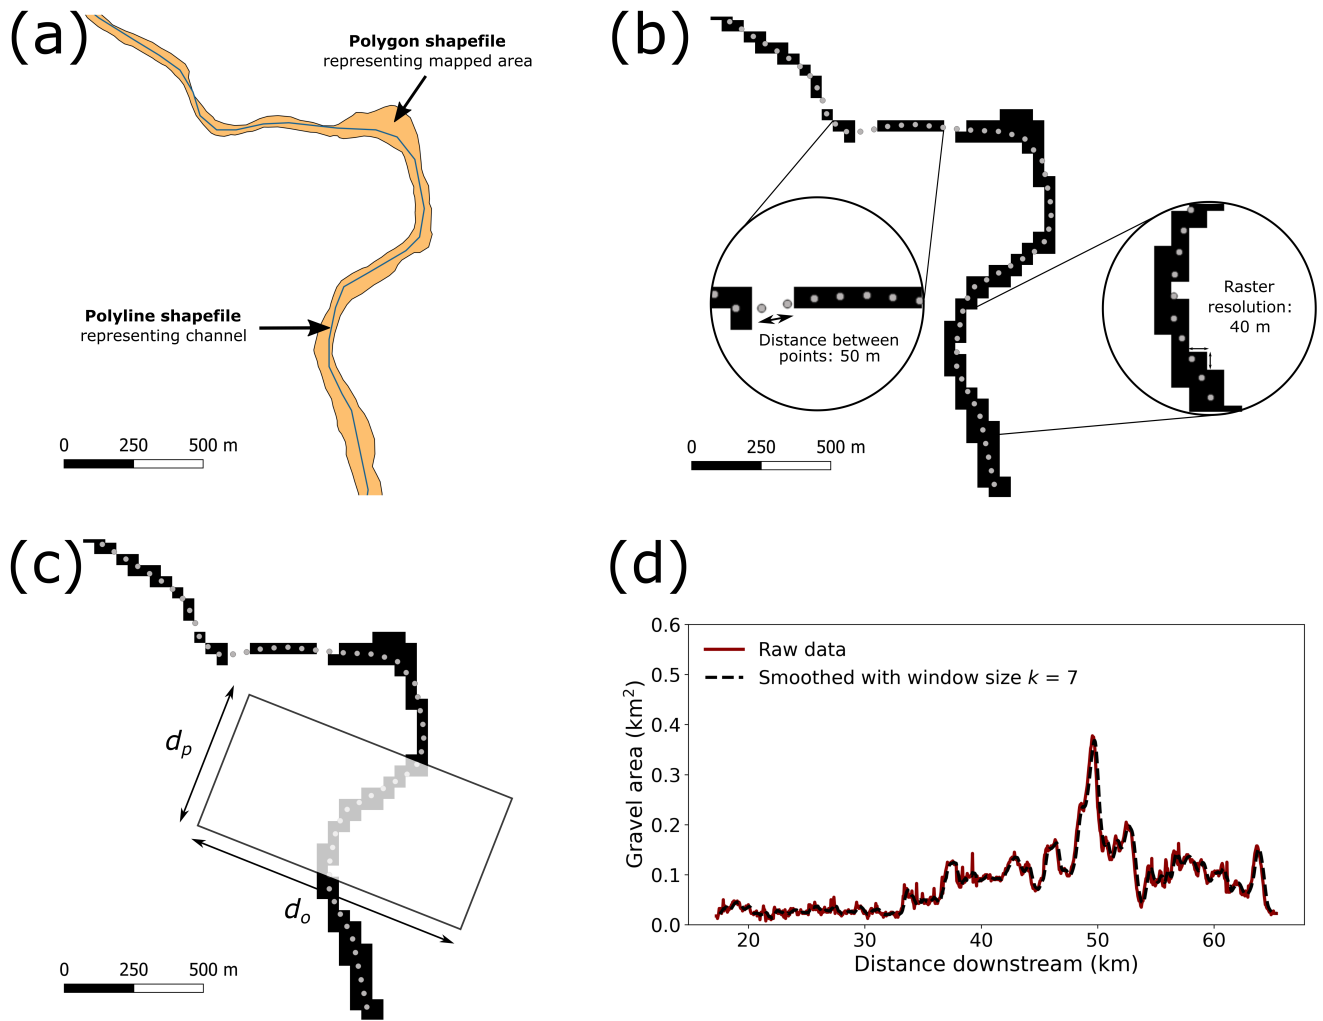 (a)
Polygon shapefile
representing mapped area
Polyline shapefile
representing channel
0 250 500 m
(b)
Distance between
points: 50 m
Raster
resolution:
40 m
0 250 500 m
(c)
dp
do
0 250 500 m
(d)
Raw data
Smoothed with window size k = 7
Gravel area (km²)
0.6
0.5
0.4
0.3
0.2
0.1
0.0
20 30 40 50 60
Distance downstream (km)